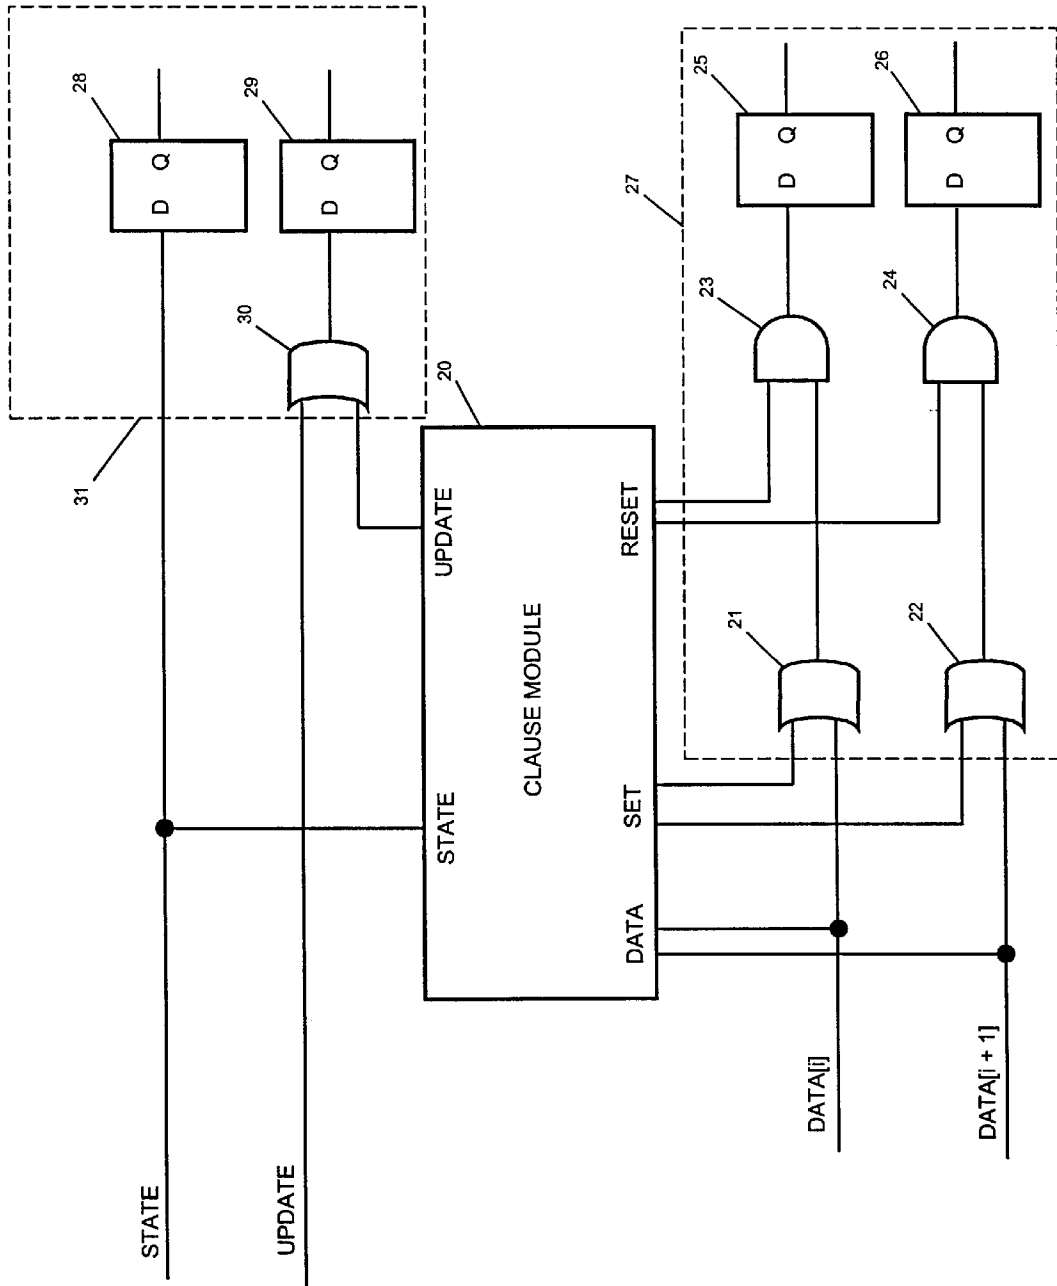 28
D Q
29
D Q
30
31
STATE
UPDATE
20
STATE
UPDATE
CLAUSE MODULE
DATA
SET
RESET
25
D Q
26
D Q
27
23
24
21
22
DATA[i]
DATA[i + 1]